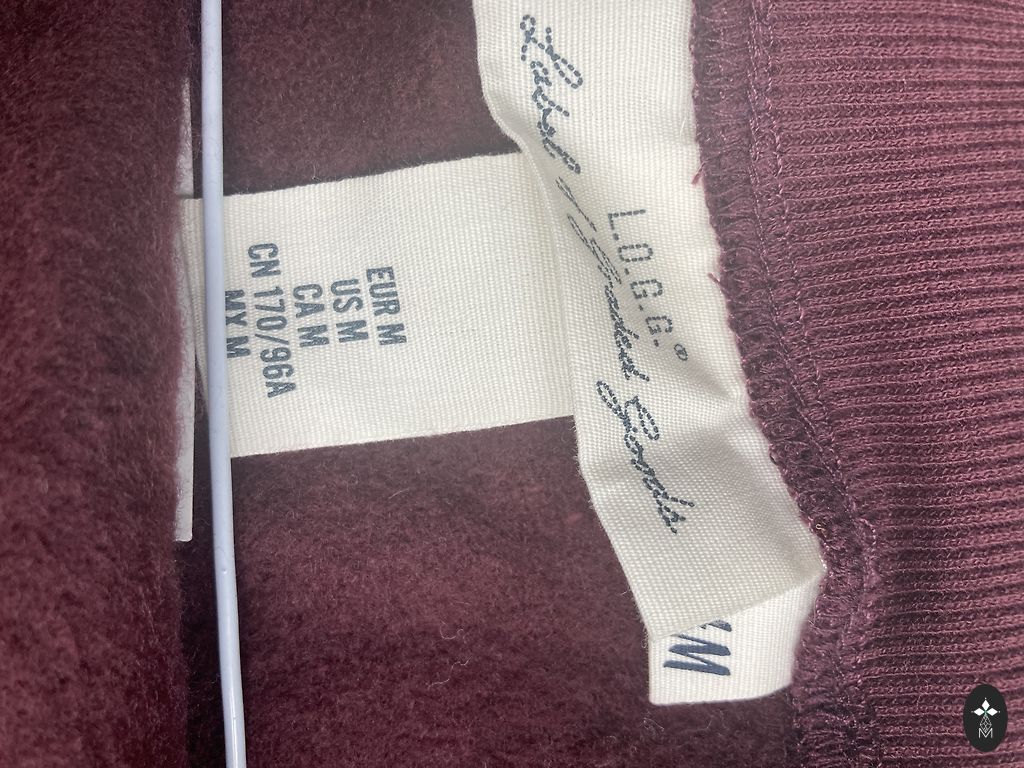 Label of Graded Goods
L.O.G.G.®
EUR M
US M
CA M
CN 170/96A
MY M
M
M